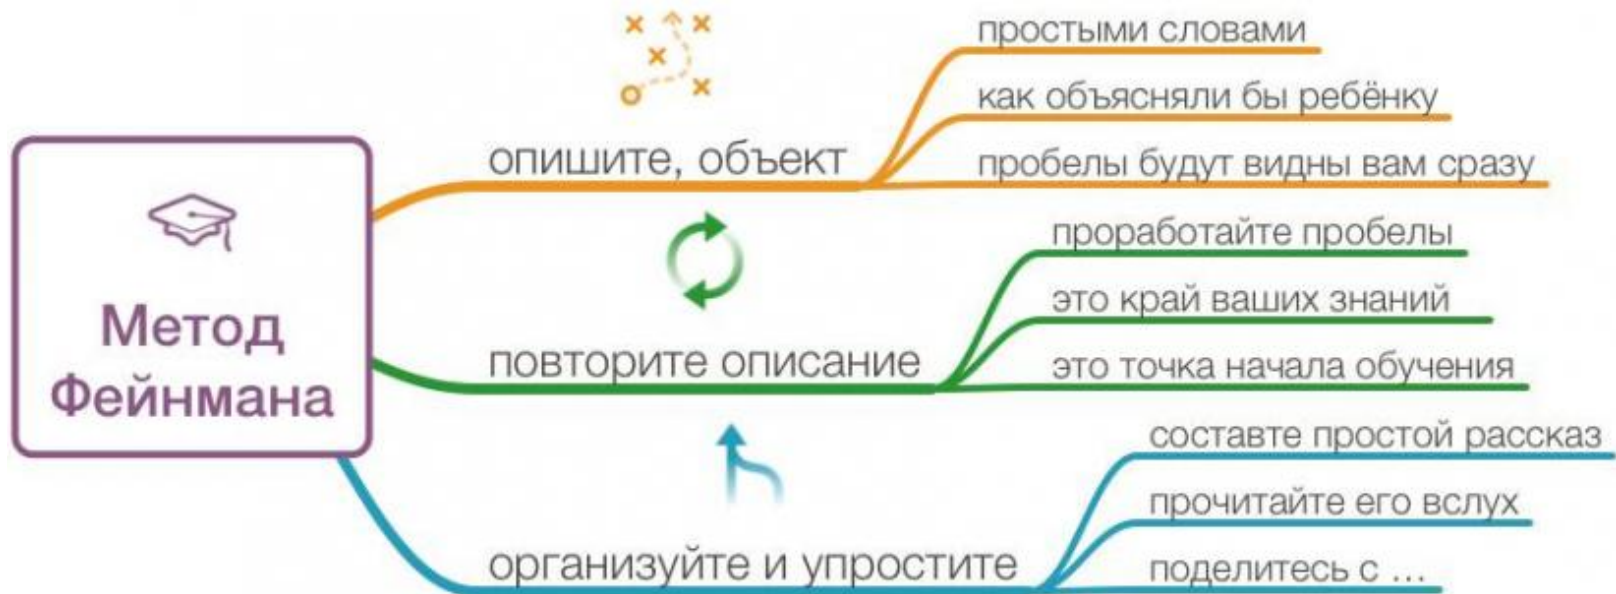 Метод
Фейнмана
опишите, объект
простыми словами
как объясняли бы ребёнку
пробелы будут видны вам сразу
повторите описание
проработайте пробелы
это край ваших знаний
это точка начала обучения
организуйте и упростите
составте простой рассказ
прочитайте его вслух
поделитесь с ...